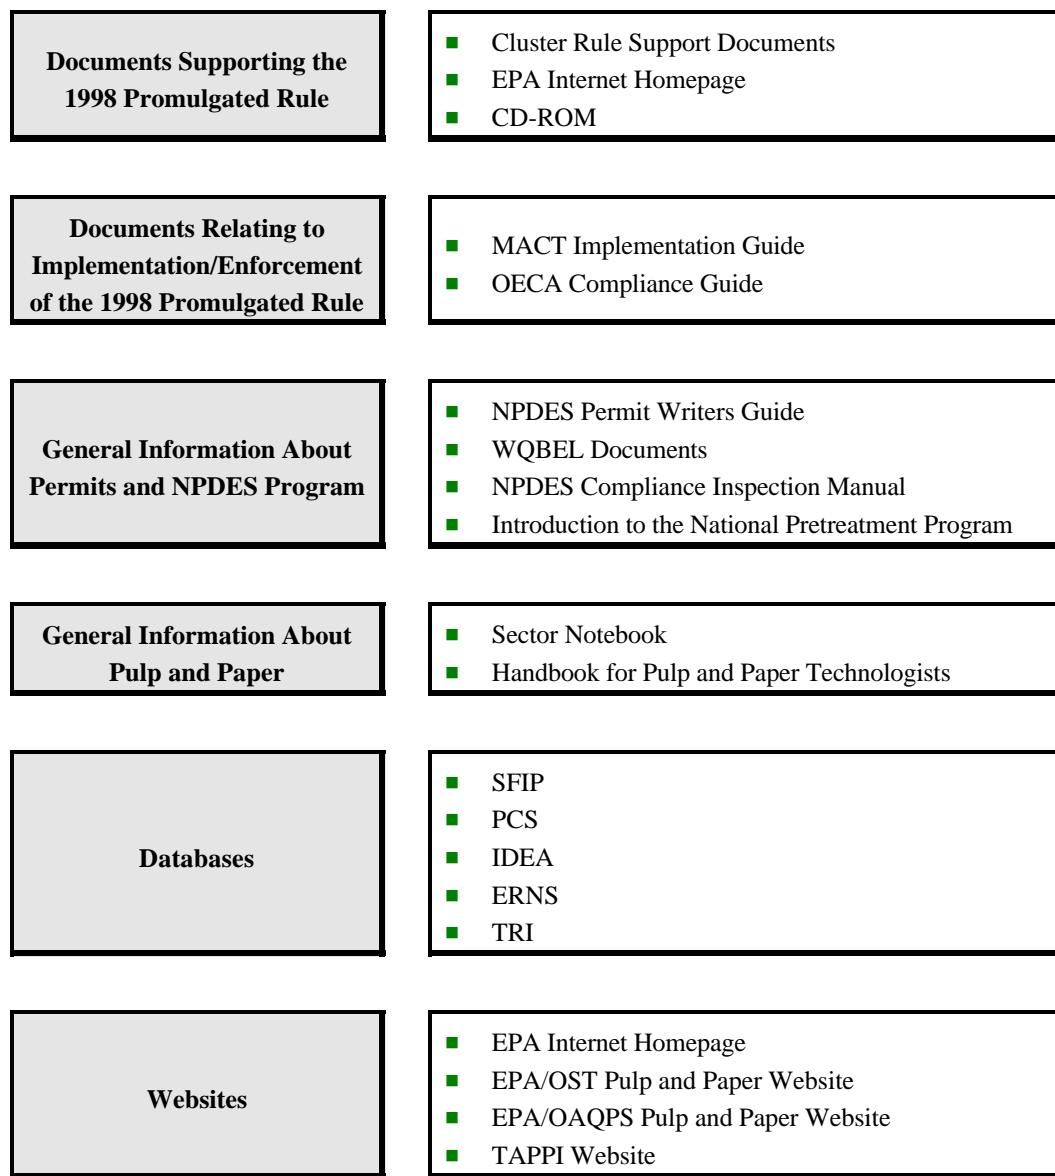 Documents Supporting the
1998 Promulgated Rule
Cluster Rule Support Documents
EPA Internet Homepage
CD-ROM
Documents Relating to
Implementation/Enforcement
of the 1998 Promulgated Rule
MACT Implementation Guide
OECA Compliance Guide
General Information About
Permits and NPDES Program
NPDES Permit Writers Guide
WQBEL Documents
NPDES Compliance Inspection Manual
Introduction to the National Pretreatment Program
General Information About
Pulp and Paper
Sector Notebook
Handbook for Pulp and Paper Technologists
Databases
SFIP
PCS
IDEA
ERNS
TRI
Websites
EPA Internet Homepage
EPA/OST Pulp and Paper Website
EPA/OAQPS Pulp and Paper Website
TAPPI Website